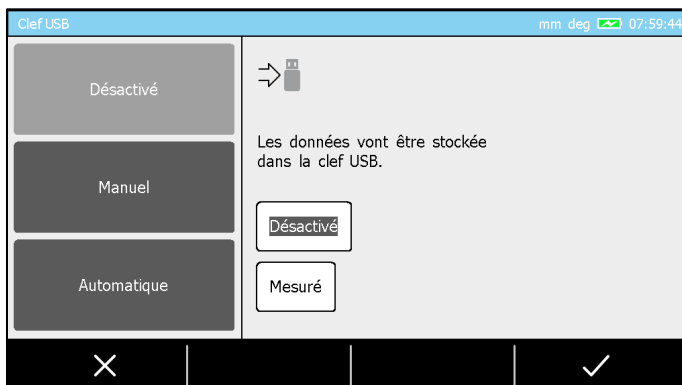 Clef USB
mm deg 07:59:44
Désactivé
Manuel
Automatique
Les données vont être stockée
dans la clef USB.
Désactivé
Mesuré